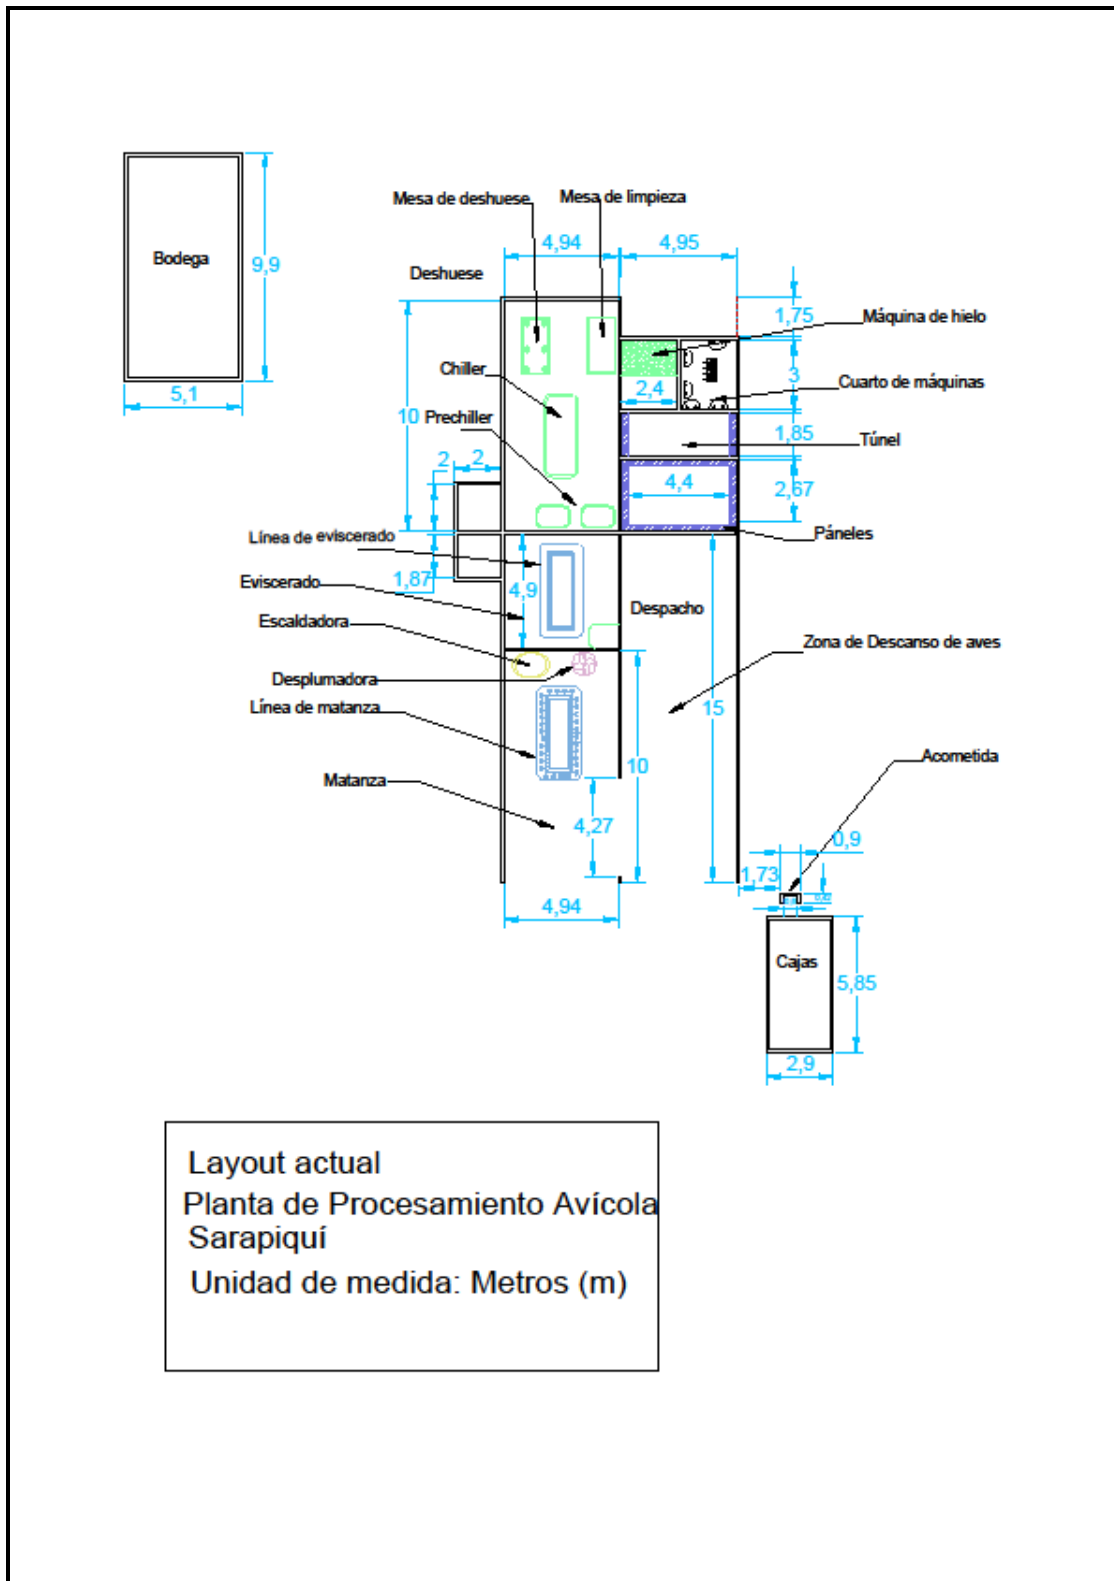 Mesa de deshuese
Mesa de limpieza
4,94
4,95
Bodega
9,9
Deshuese
1,75
Máquina de hielo
Chiller
3
Cuarto de máquinas
5,1
2,4
10
Prechiller
1,85
Túnel
2
2
4,4
2,67
Páneles
Línea de eviscerado
1,87
Eviscerado
4,9
Despacho
Escaldadora
Zona de Descanso de aves
Desplumadora
Línea de matanza
15
10
Acometida
Matanza
4,27
0,9
1,73
4,94
Cajas
5,85
2,9
Layout actual
Planta de Procesamiento Avícola
Sarapiquí
Unidad de medida: Metros (m)